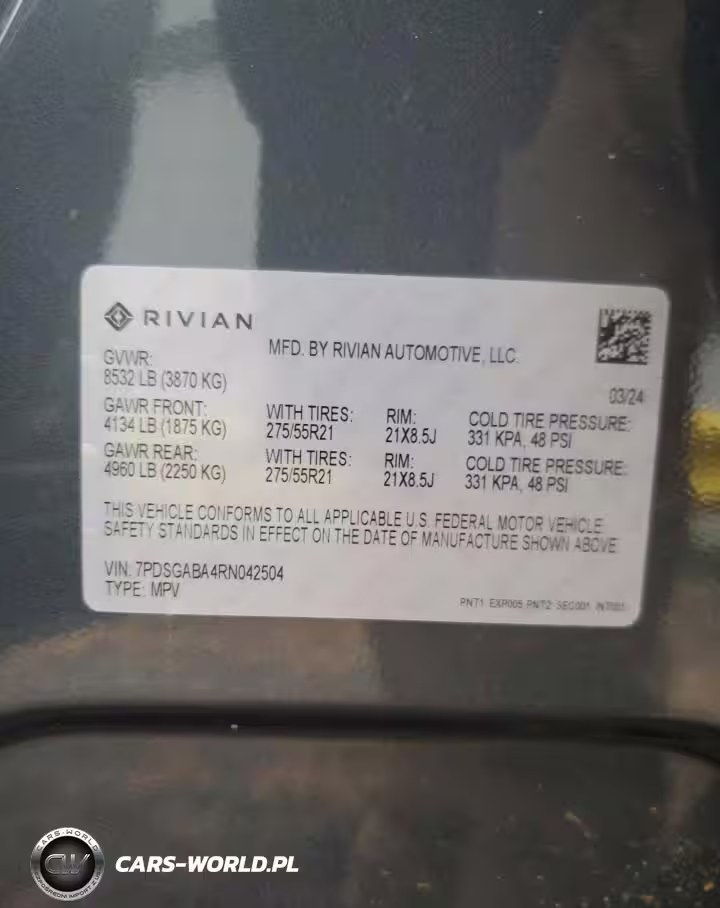 RIVIAN
MFD. BY RIVIAN AUTOMOTIVE, LLC.
GVWR:
8532 LB (3870 KG)
03/24
GAWR FRONT: WITH TIRES: RIM: COLD TIRE PRESSURE:
4134 LB (1875 KG) 275/55R21 21X8.5J 331 KPA, 48 PSI
GAWR REAR: WITH TIRES: RIM: COLD TIRE PRESSURE:
4960 LB (2250 KG) 275/55R21 21X8.5J 331 KPA, 48 PSI
THIS VEHICLE CONFORMS TO ALL APPLICABLE U.S. FEDERAL MOTOR VEHICLE
SAFETY STANDARDS IN EFFECT ON THE DATE OF MANUFACTURE SHOWN ABOVE
VIN: 7PDSGABA4RN042504
TYPE: MPV
PNT1: EXP005 PNT2: SEC001
CARS-WORLD
CW
CARS-WORLD.PL